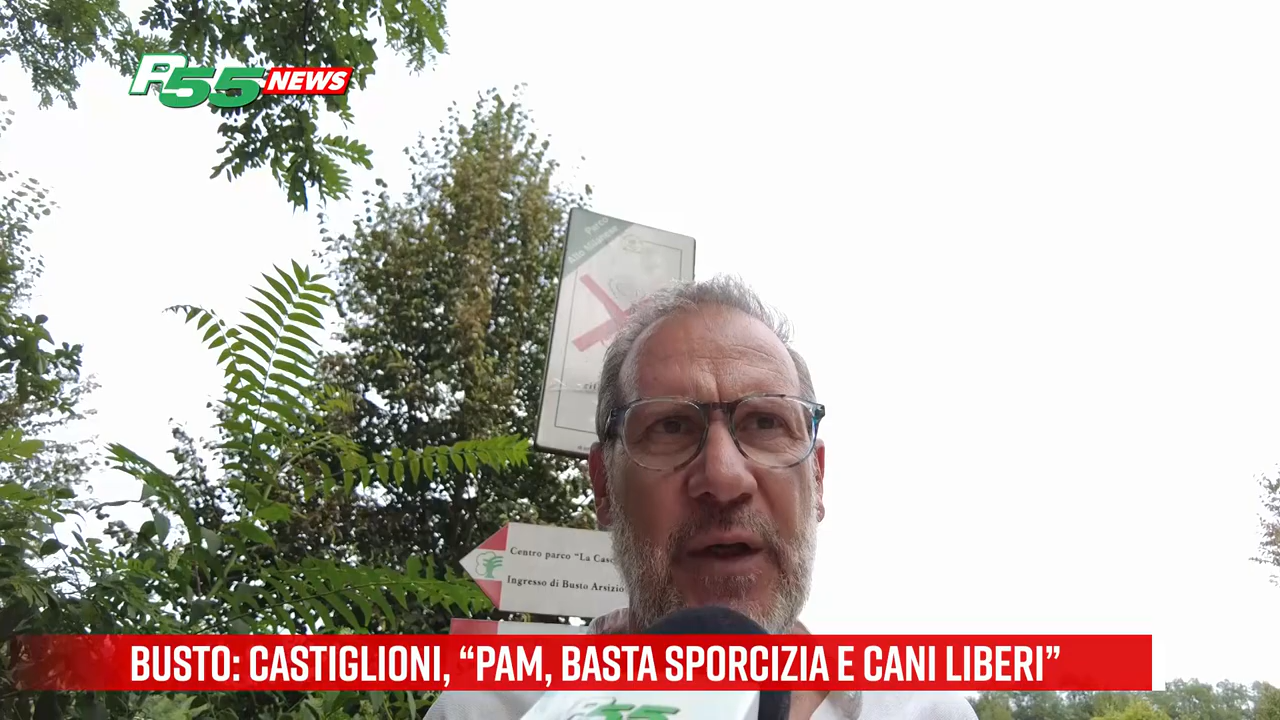 R55 NEWS
Parco
Alto Milanese
Centro parco "La Casc
Ingresso di Busto Arsizio
BUSTO: CASTIGLIONI, “PAM, BASTA SPORCIZIA E CANI LIBERI”
R55